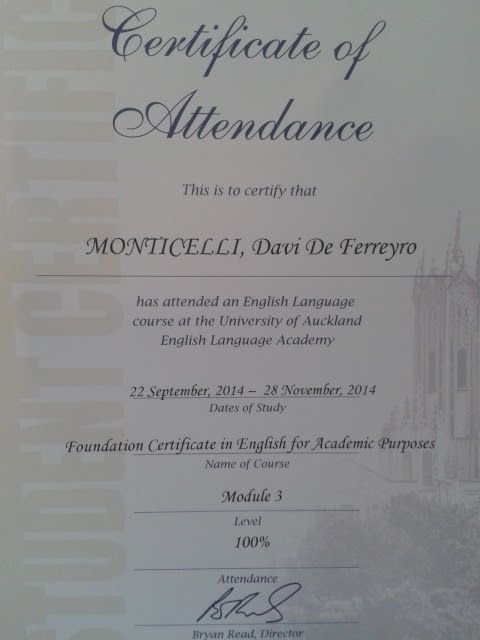 Certificate of
Attendance
This is to certify that
MONTICELLI, Davi De Ferreyro
has attended an English Language
course at the University of Auckland
English Language Academy
22 September, 2014 – 28 November, 2014
Dates of Study
Foundation Certificate in English for Academic Purposes
Name of Course
Module 3
Level
100%
Attendance
Bryan Read, Director
STUDENT CERTIFIC